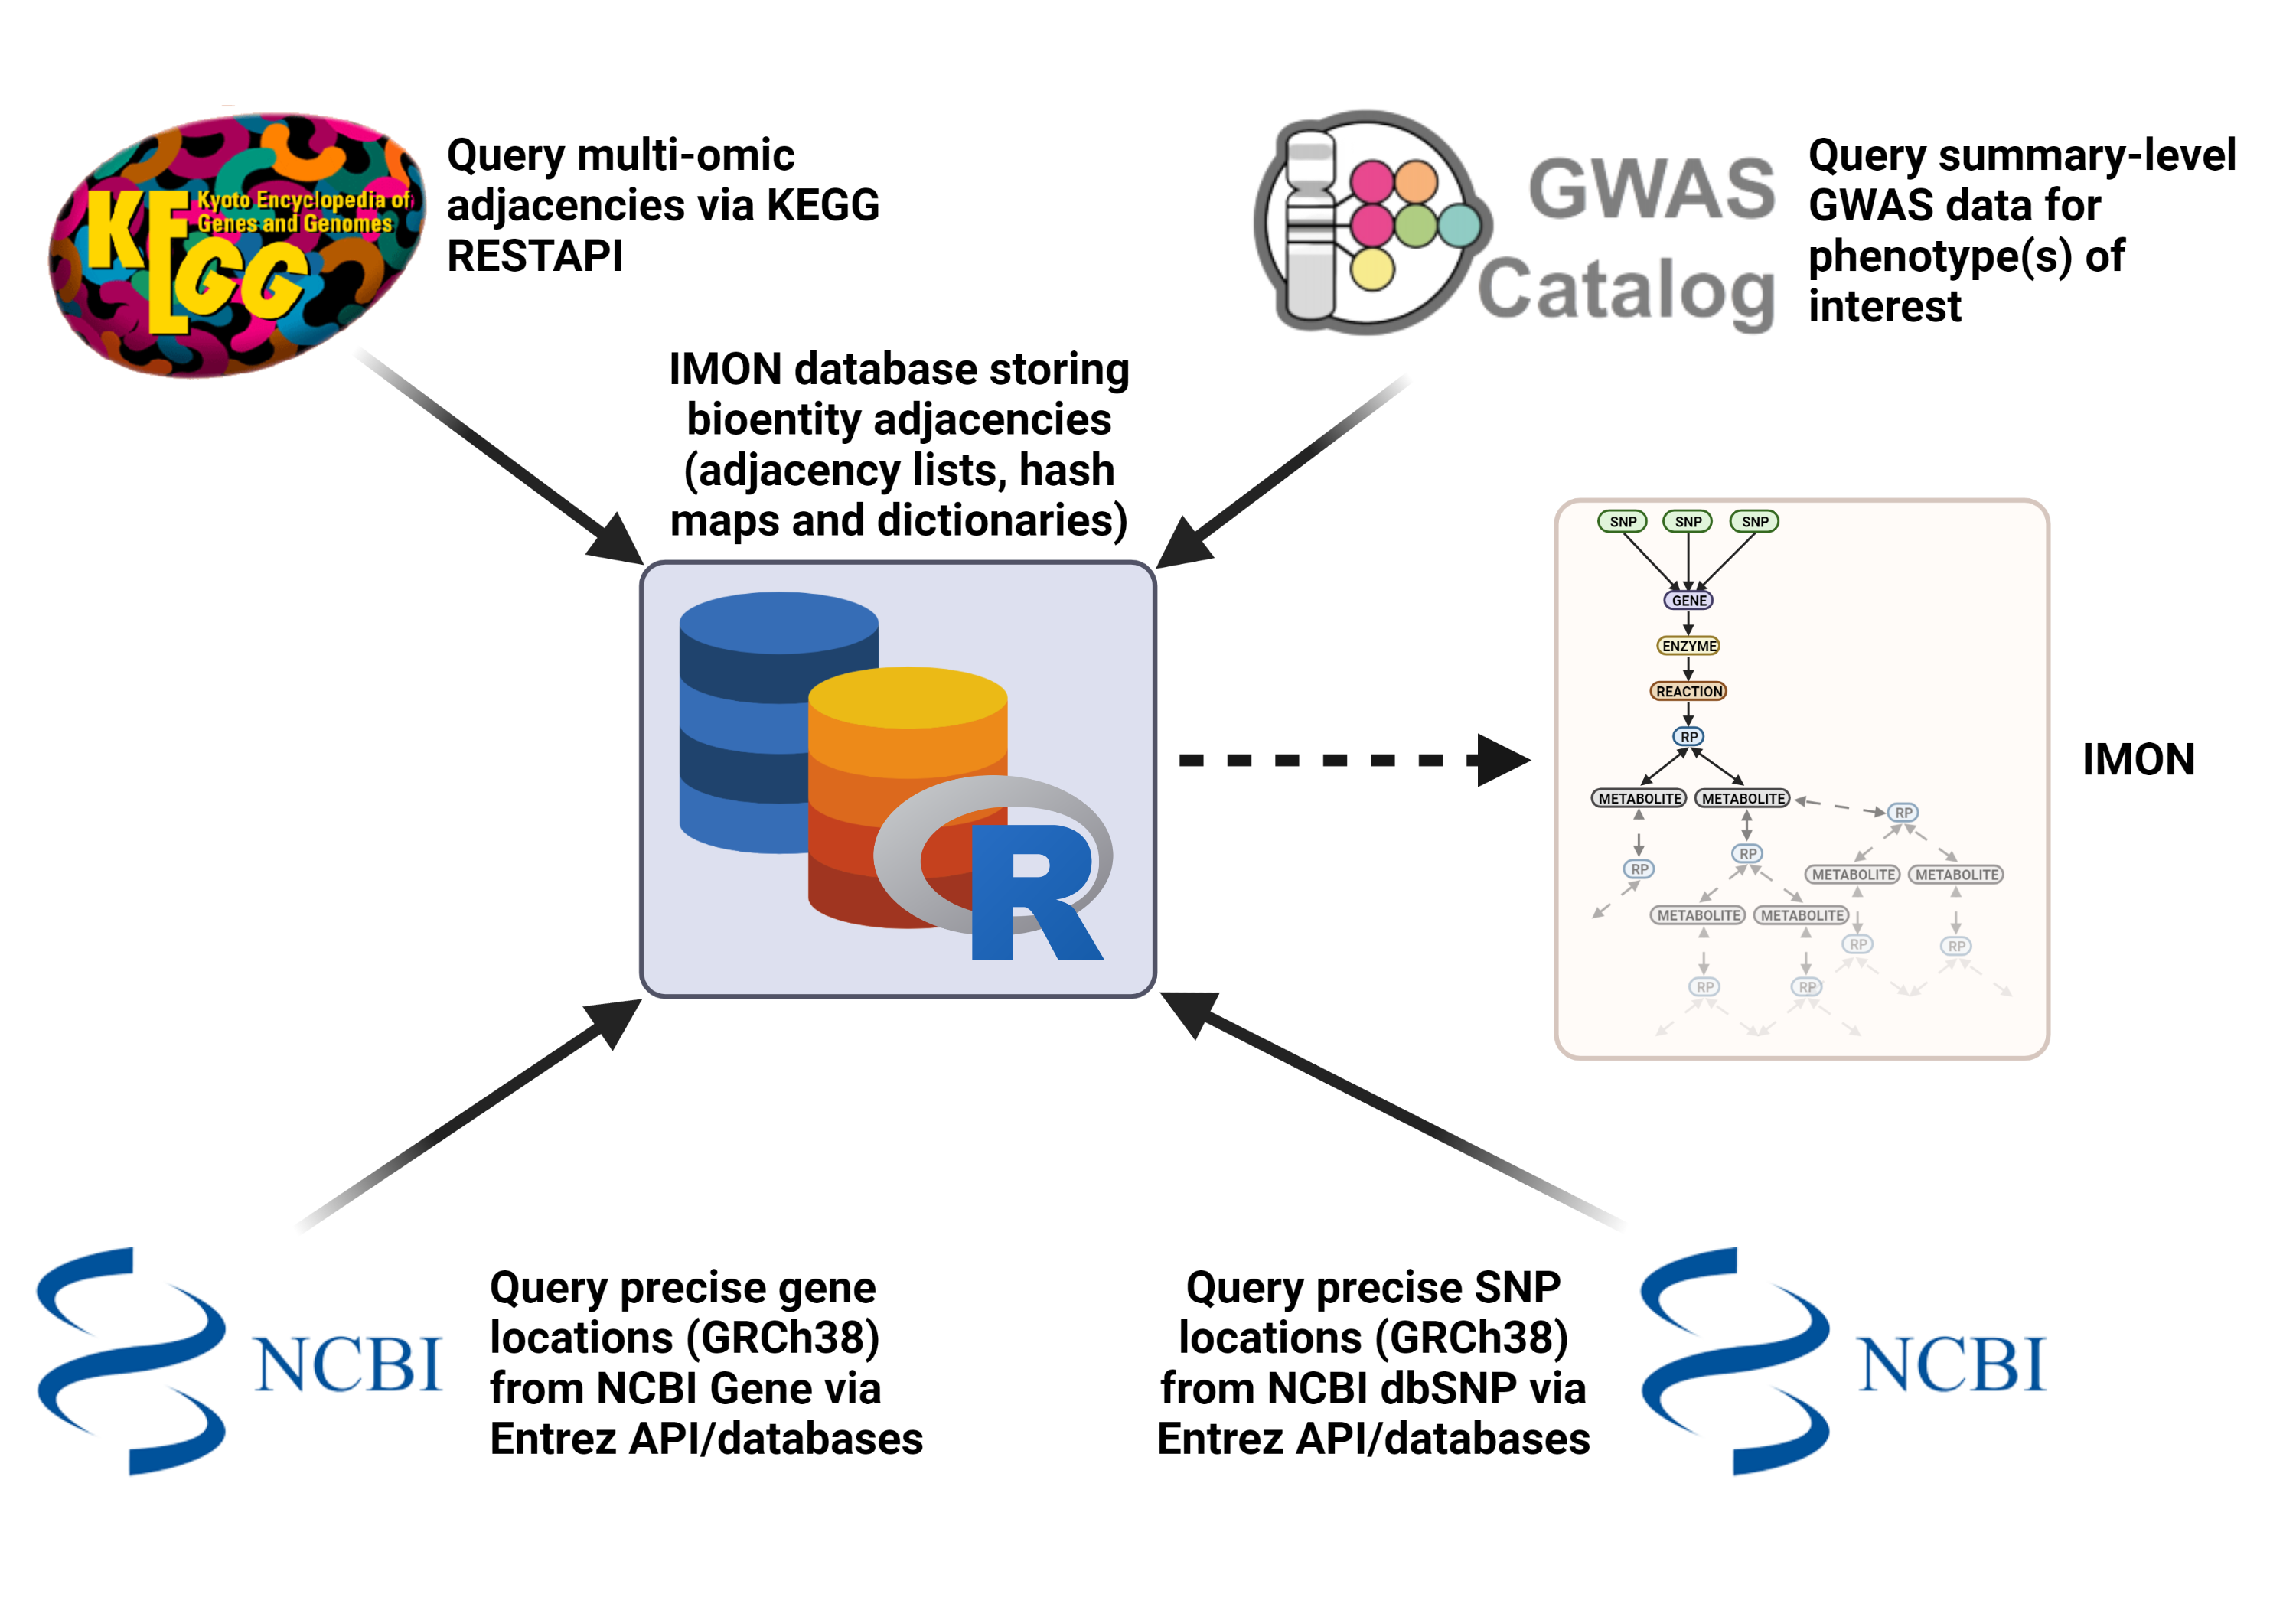 KEGG
Kyoto Encyclopedia of
Genes and Genomes
Query multi-omic
adjacencies via KEGG
RESTAPI
GWAS
Catalog
Query summary-level
GWAS data for
phenotype(s) of
interest
IMON database storing
bioentity adjacencies
(adjacency lists, hash
maps and dictionaries)
R
SNP SNP SNP
GENE
ENZYME
REACTION
RP
METABOLITE METABOLITE
RP
RP
RP
METABOLITE METABOLITE
METABOLITE METABOLITE
RP
RP
RP
RP
IMON
NCBI
Query precise gene
locations (GRCh38)
from NCBI Gene via
Entrez API/databases
Query precise SNP
locations (GRCh38)
from NCBI dbSNP via
Entrez API/databases
NCBI